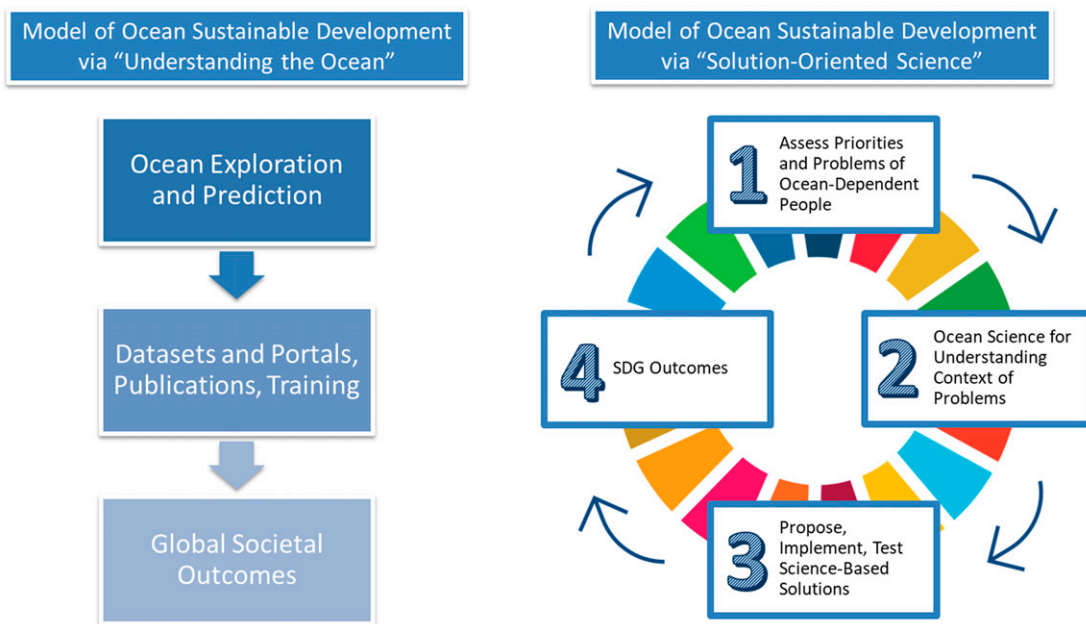 Model of Ocean Sustainable Development
via “Understanding the Ocean”
Ocean Exploration
and Prediction
Datasets and Portals,
Publications, Training
Global Societal
Outcomes
Model of Ocean Sustainable Development
via “Solution-Oriented Science”
1
Assess Priorities
and Problems of
Ocean-Dependent
People
2
Ocean Science for
Understanding
Context of
Problems
3
Propose,
Implement, Test
Science-Based
Solutions
4
SDG Outcomes